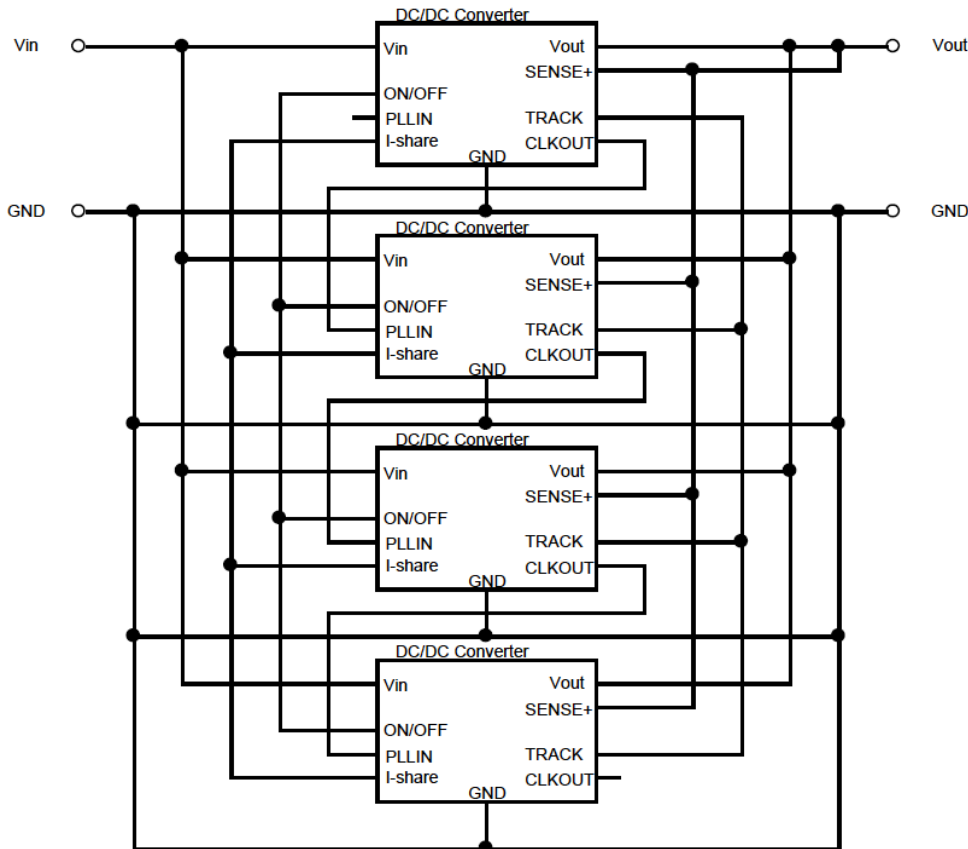 DC/DC Converter
Vin Vin Vout Vout
SENSE+
ON/OFF
PLLIN TRACK
I-share CLKOUT
GND
GND GND
DC/DC Converter
Vin Vout
SENSE+
ON/OFF
PLLIN TRACK
I-share CLKOUT
GND
DC/DC Converter
Vin Vout
SENSE+
ON/OFF
PLLIN TRACK
I-share CLKOUT
GND
DC/DC Converter
Vin Vout
SENSE+
ON/OFF
PLLIN TRACK
I-share CLKOUT
GND